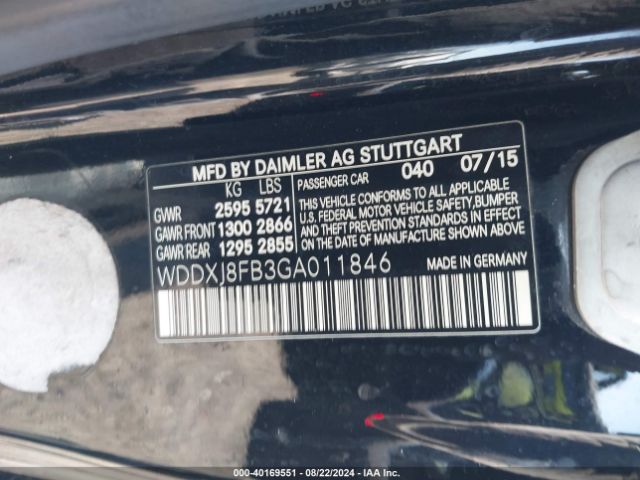 MFD BY DAIMLER AG STUTTGART
KG LBS
GVWR 2595 5721
GAWR FRONT 1300 2866
GAWR REAR 1295 2855
PASSENGER CAR 040 07/15
THIS VEHICLE CONFORMS TO ALL APPLICABLE
U.S. FEDERAL MOTOR VEHICLE SAFETY,BUMPER
AND THEFT PREVENTION STANDARDS IN EFFECT
ON THE DATE OF MANUFACTURE SHOWN ABOVE.
WDDXJ8FB3GA011846 MADE IN GERMANY
000-40169551 - 08/22/2024 - IAA Inc.